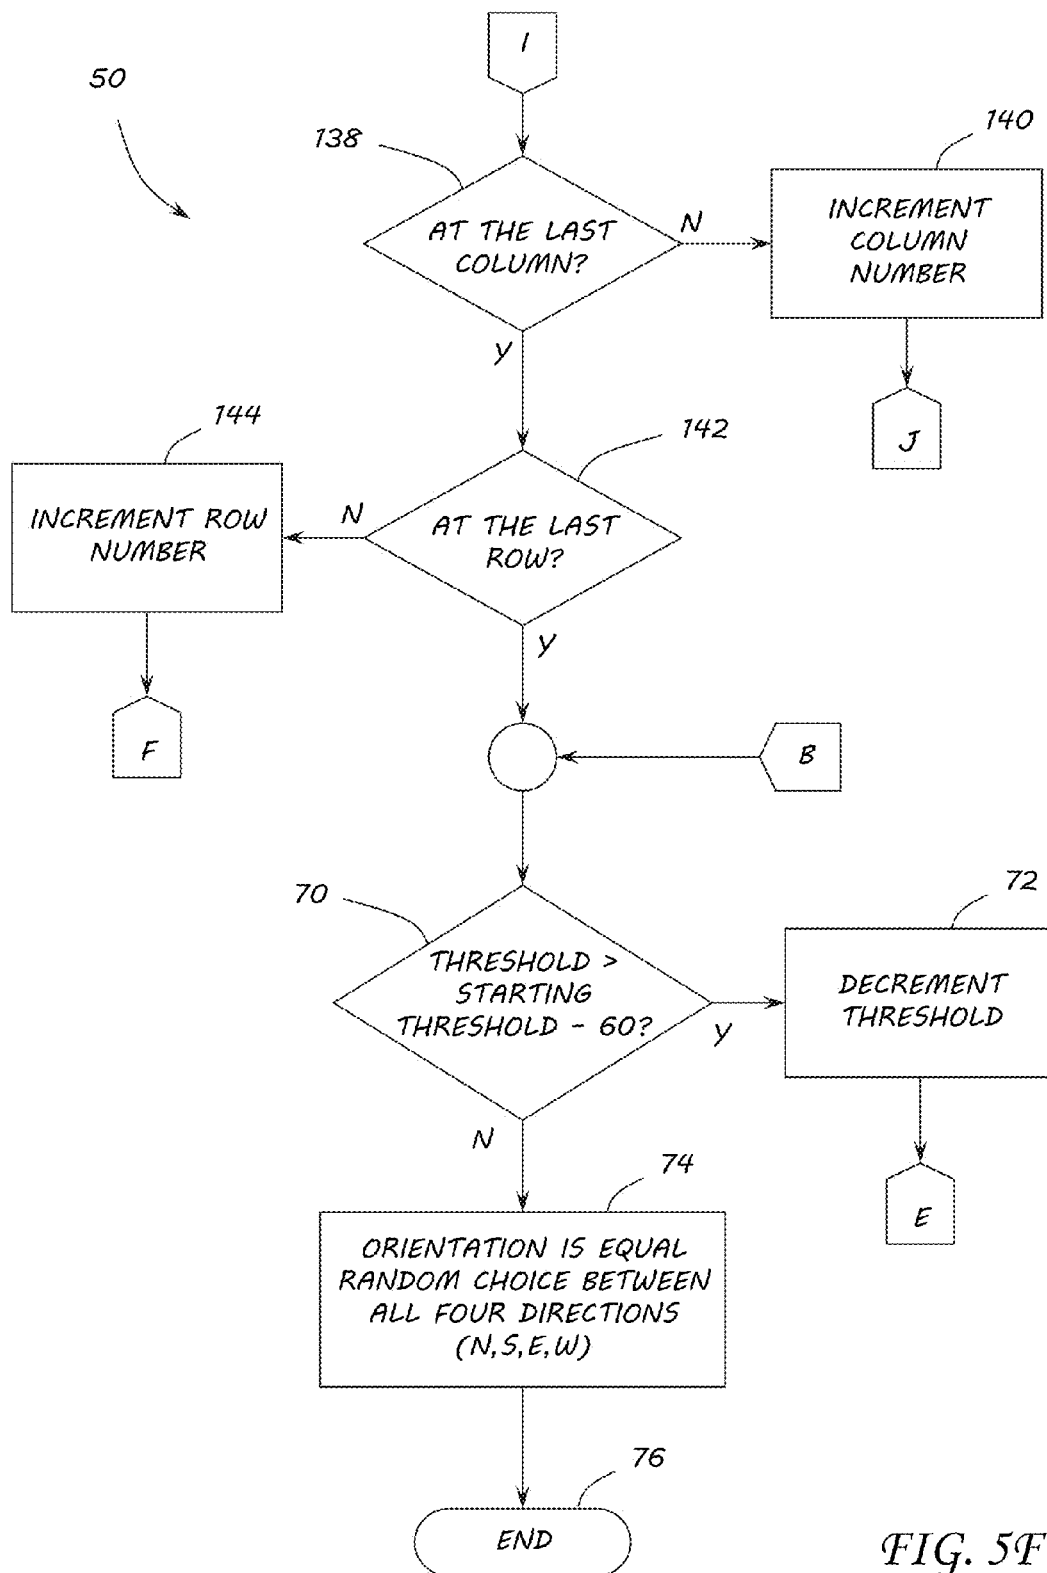 I
50
138
140
AT THE LAST
COLUMN?
N
INCREMENT
COLUMN
NUMBER
Y
J
144
142
INCREMENT ROW
NUMBER
N
AT THE LAST
ROW?
Y
F
B
70
72
THRESHOLD >
STARTING
THRESHOLD - 60?
Y
DECREMENT
THRESHOLD
N
E
74
ORIENTATION IS EQUAL
RANDOM CHOICE BETWEEN
ALL FOUR DIRECTIONS
(N,S,E,W)
76
END
FIG. 5F